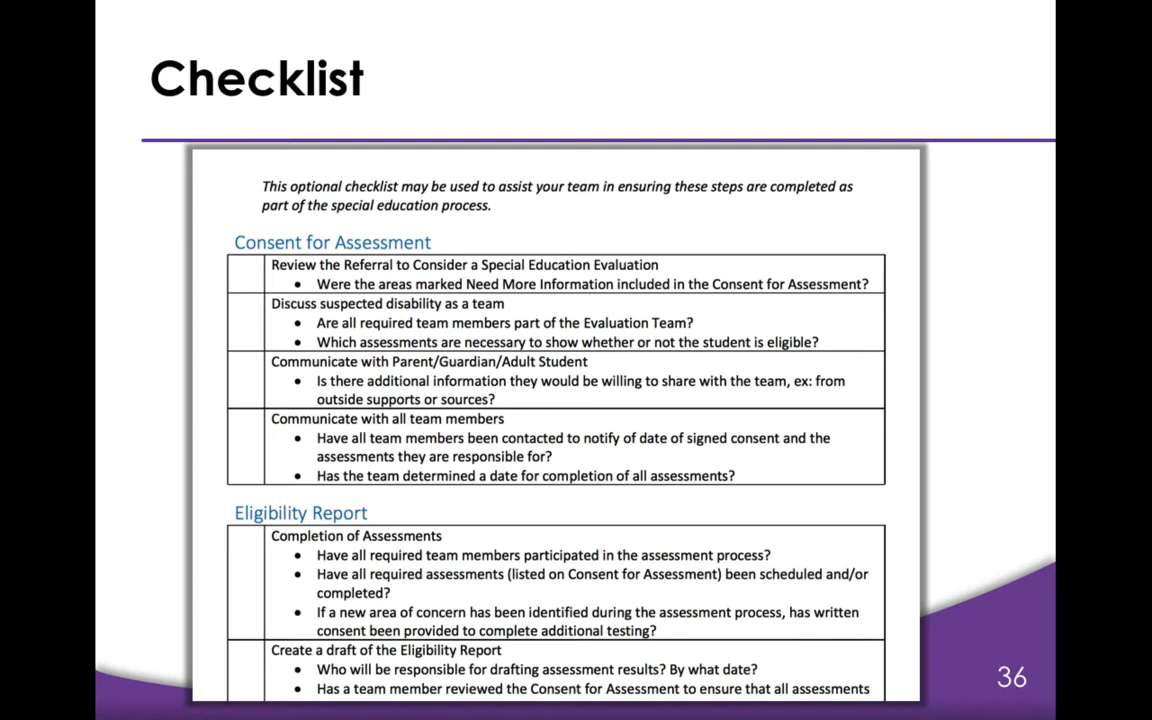 Checklist
This optional checklist may be used to assist your team in ensuring these steps are completed as
part of the special education process.
Consent for Assessment
Review the Referral to Consider a Special Education Evaluation
• Were the areas marked Need More Information included in the Consent for Assessment?
Discuss suspected disability as a team
• Are all required team members part of the Evaluation Team?
• Which assessments are necessary to show whether or not the student is eligible?
Communicate with Parent/Guardian/Adult Student
• Is there additional information they would be willing to share with the team, ex: from
outside supports or sources?
Communicate with all team members
• Have all team members been contacted to notify of date of signed consent and the
assessments they are responsible for?
• Has the team determined a date for completion of all assessments?
Eligibility Report
Completion of Assessments
• Have all required team members participated in the assessment process?
• Have all required assessments (listed on Consent for Assessment) been scheduled and/or
completed?
• If a new area of concern has been identified during the assessment process, has written
consent been provided to complete additional testing?
Create a draft of the Eligibility Report
• Who will be responsible for drafting assessment results? By what date?
• Has a team member reviewed the Consent for Assessment to ensure that all assessments
36